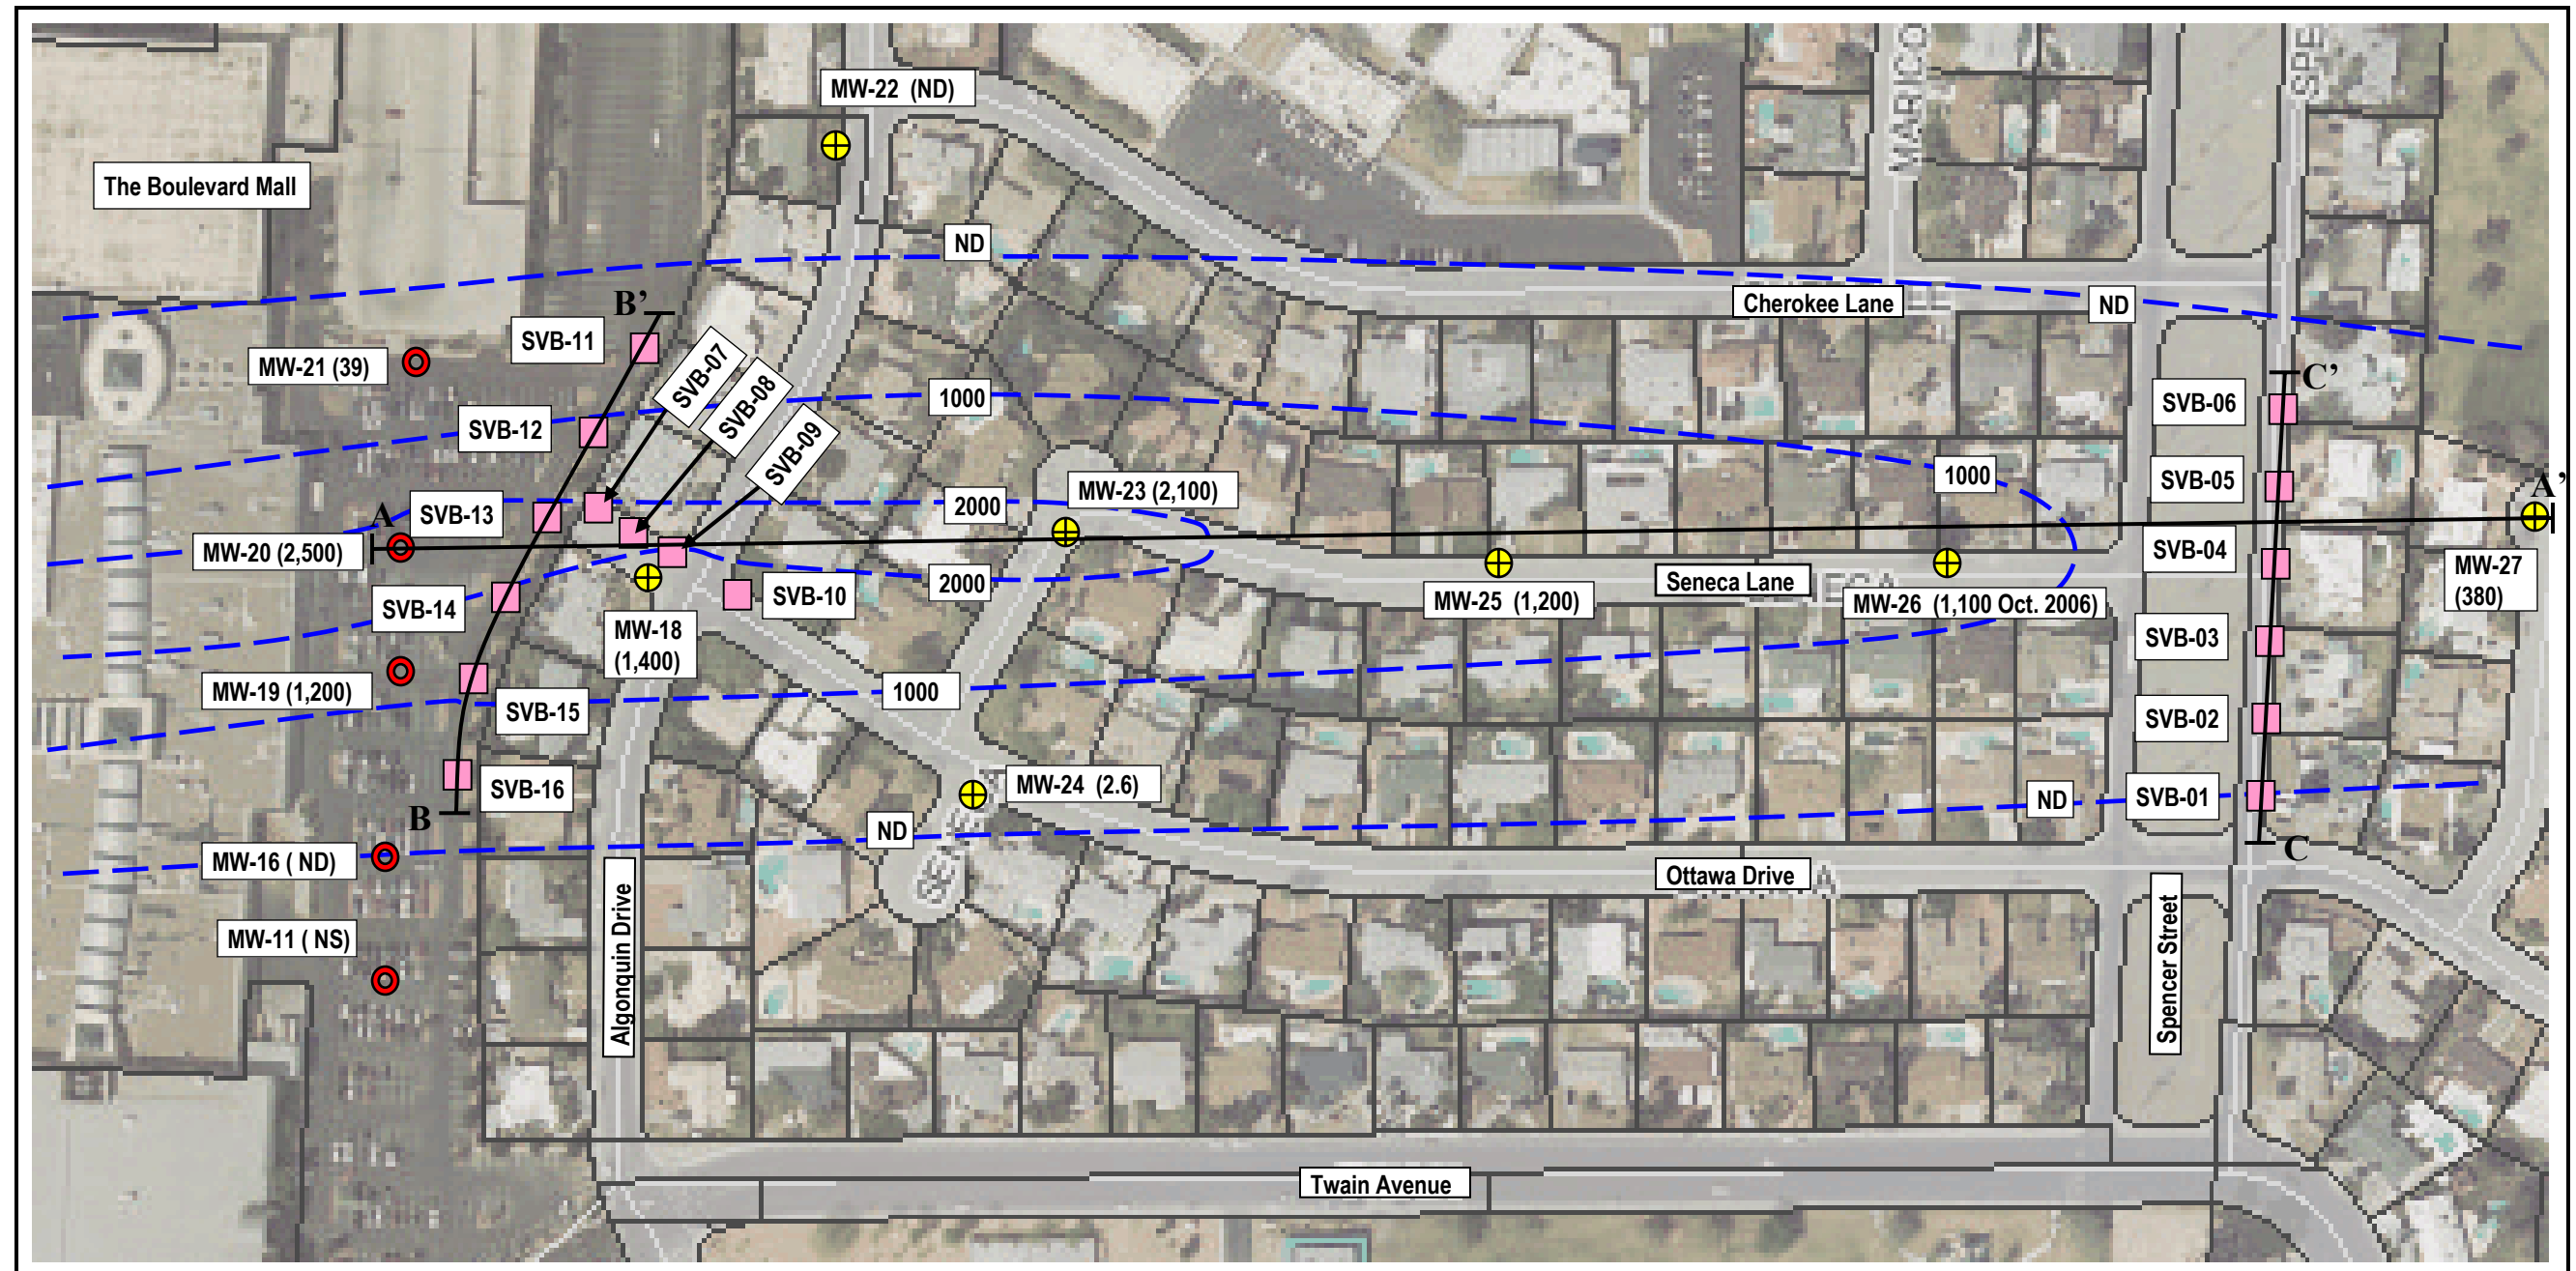 MW-22 (ND)
MARICO
SPE
The Boulevard Mall
ND
Cherokee Lane
ND
B’
SVB-11
SVB-07
MW-21 (39)
SVB-08
C’
SVB-06
1000
SVB-12
SVB-09
1000
SVB-05
A’
MW-23 (2,100)
2000
A
SVB-13
MW-20 (2,500)
SVB-04
Seneca Lane
MW-27
(380)
2000
SVB-10
SVB-14
MW-25 (1,200)
MW-26 (1,100 Oct. 2006)
MW-18
(1,400)
SVB-03
MW-19 (1,200)
1000
SVB-15
SVB-02
MW-24 (2.6)
SVB-16
ND
SVB-01
B
ND
C
MW-16 ( ND)
Ottawa Drive
Algonquin Drive
Spencer Street
MW-11 ( NS)
Twain Avenue